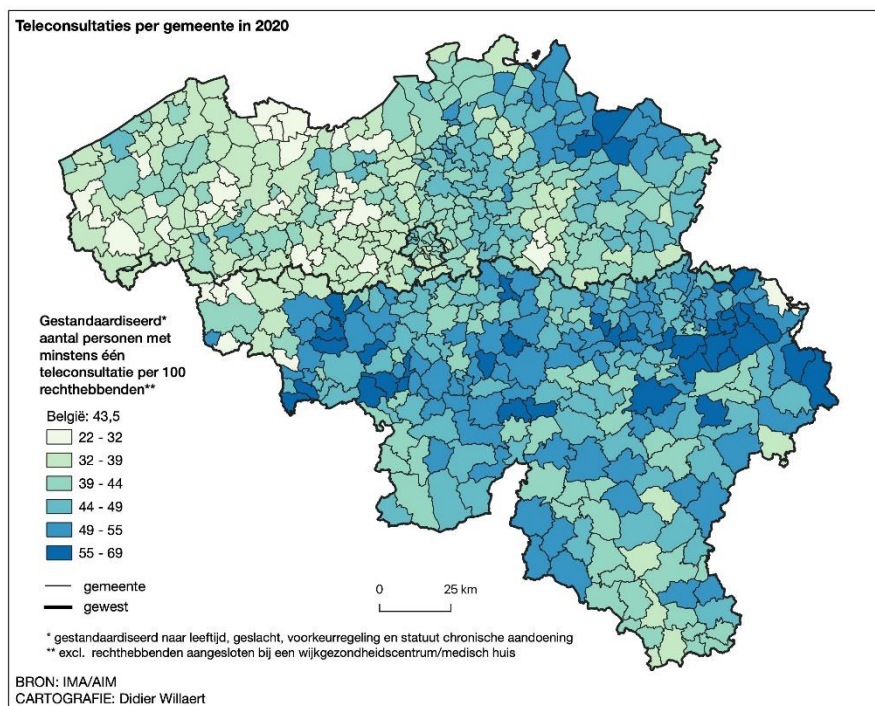 Teleconsultaties per gemeente in 2020
Gestandaardiseerd*
aantal personen met
minstens één
teleconsultatie per 100
rechthebbenden**
België: 43,5
22 - 32
32 - 39
39 - 44
44 - 49
49 - 55
55 - 69
gemeente
gewest
0 25 km
* gestandaardiseerd naar leeftijd, geslacht, voorkeurregeling en statuut chronische aandoening
** excl. rechthebbenden aangesloten bij een wijkgezondheidscentrum/medisch huis
BRON: IMA/AIM
CARTOGRAFIE: Didier Willaert